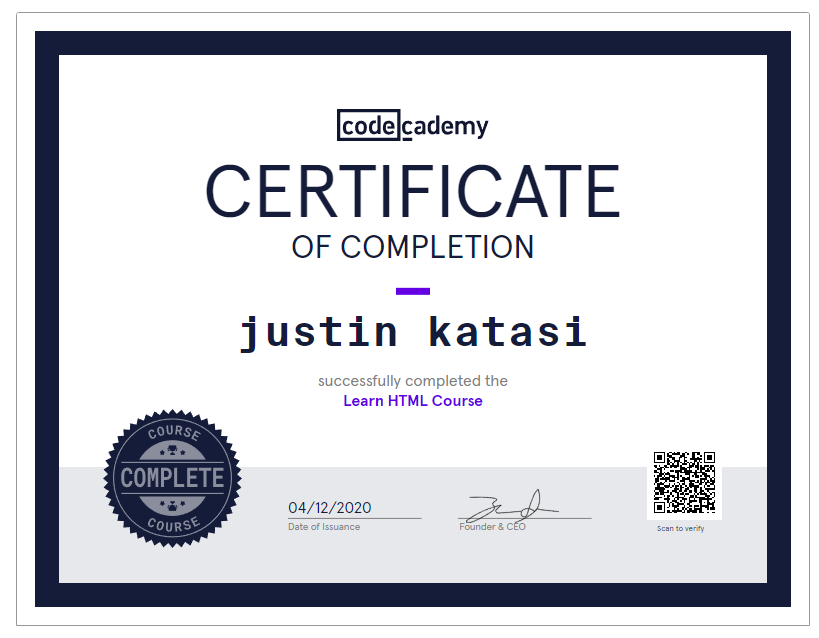 codecademy
CERTIFICATE
OF COMPLETION
justin katasi
successfully completed the
Learn HTML Course
COURSE
COMPLETE
COURSE
04/12/2020
Date of Issuance
Founder & CEO
Scan to verify